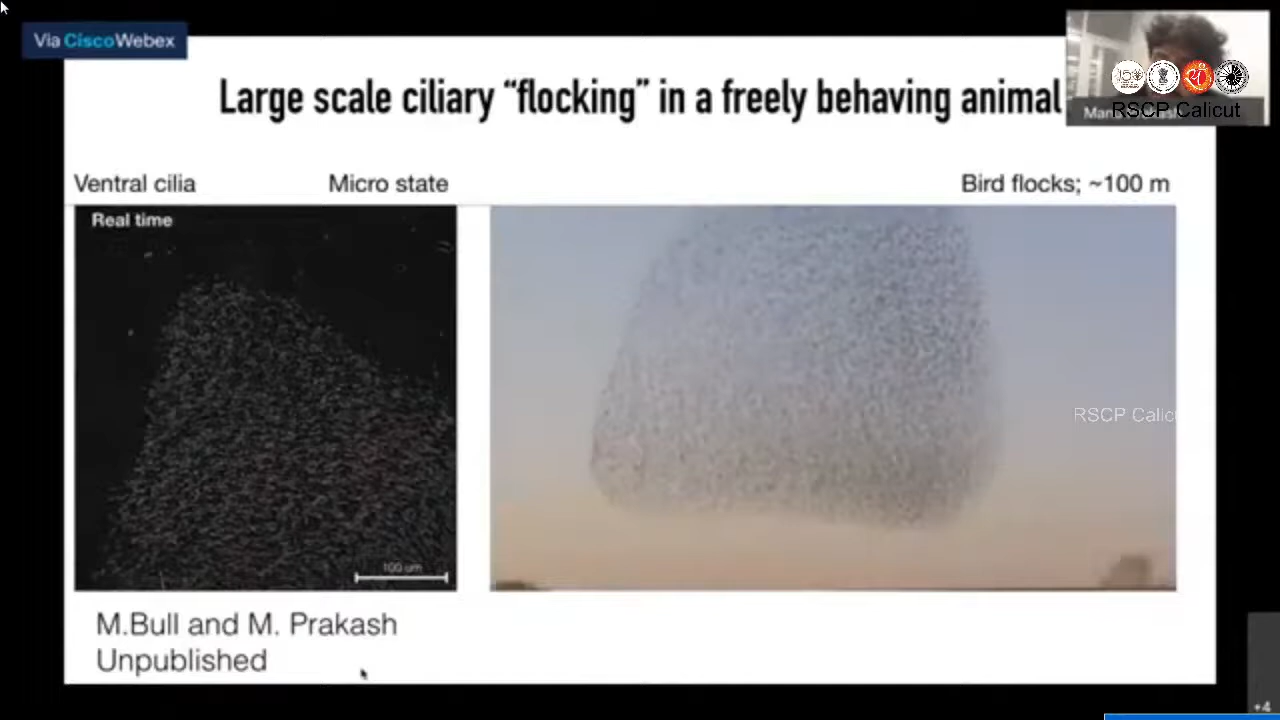 Via CiscoWebex
Large scale ciliary “flocking” in a freely behaving animal
RSCP Calicut
Ventral cilia
Micro state
Bird flocks; ~100 m
Real time
RSCP Calic
100 um
M.Bull and M. Prakash
Unpublished
+4